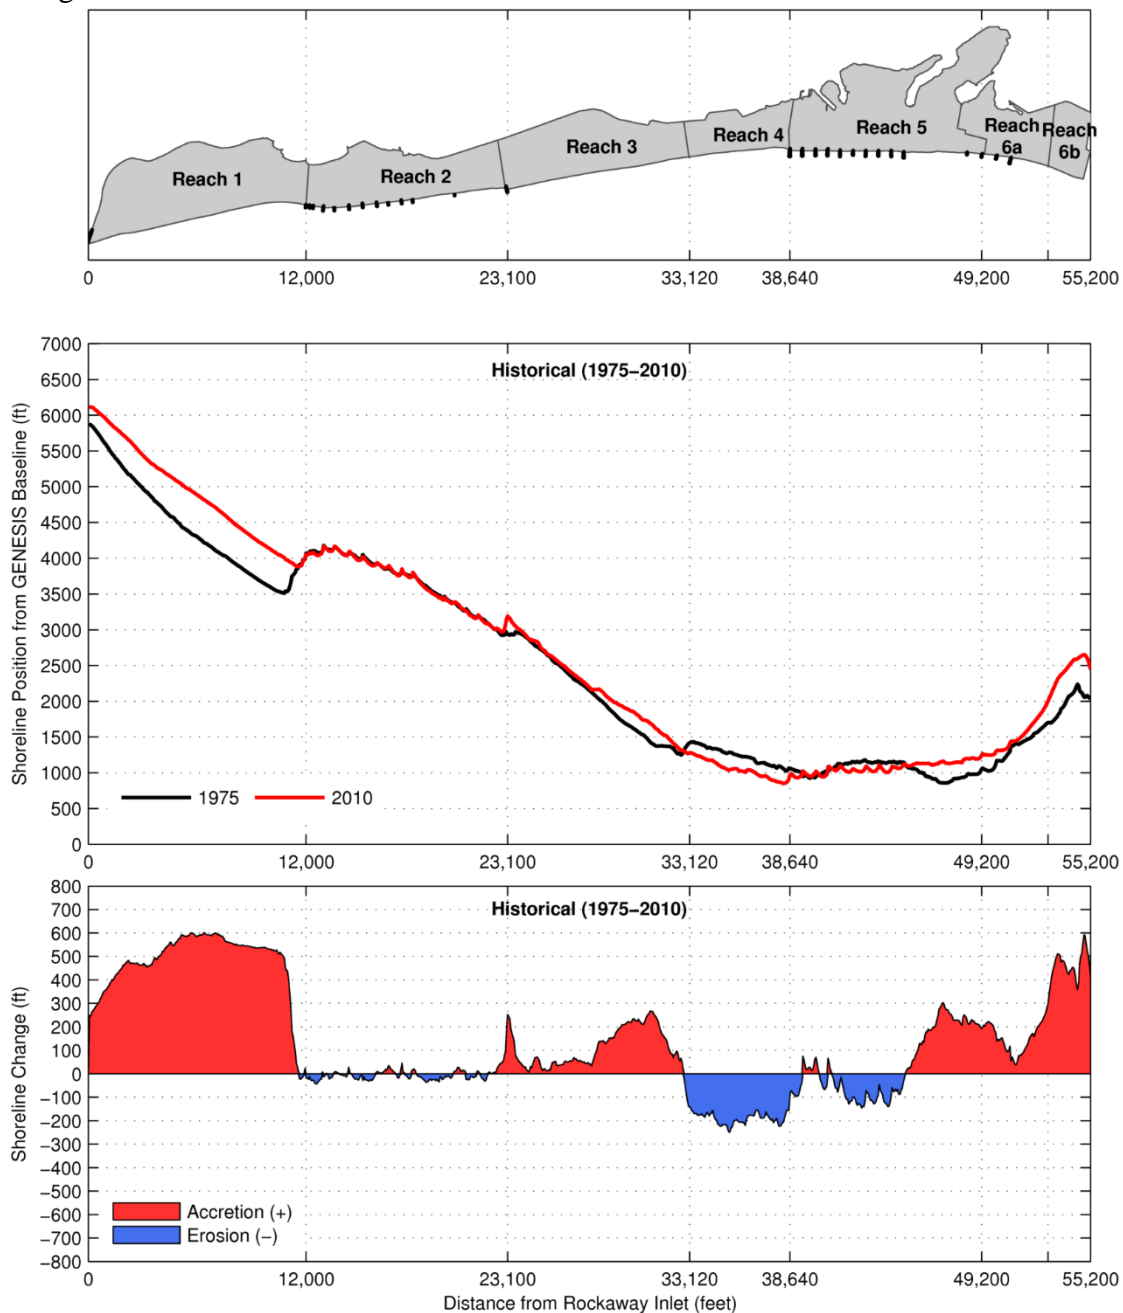 Reach 1
Reach 2
Reach 3
Reach 4
Reach 5
Reach
6a
Reach
6b
0 12,000 23,100 33,120 38,640 49,200 55,200
Historical (1975−2010)
Shoreline Position from GENESIS Baseline (ft)
7000
6500
6000
5500
5000
4500
4000
3500
3000
2500
2000
1500
1000
500
0
1975 2010
0 12,000 23,100 33,120 38,640 49,200 55,200
Historical (1975−2010)
Shoreline Change (ft)
800
700
600
500
400
300
200
100
0
−100
−200
−300
−400
−500
−600
−700
−800
Accretion (+)
Erosion (−)
0 12,000 23,100 33,120 38,640 49,200 55,200
Distance from Rockaway Inlet (feet)